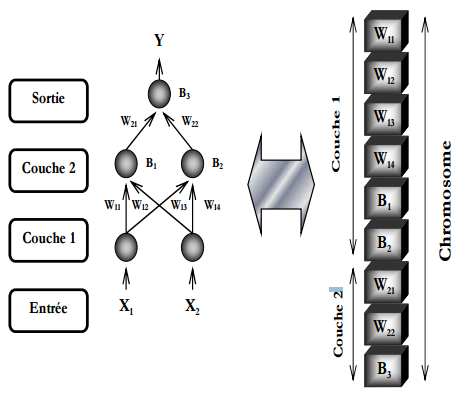 Y
Sortie
B3
W21
W22
Couche 2
B1
B2
W11
W12
W13
W14
Couche 1
Entrée
X1
X2
Couche 1
Couche 2
W11
W12
W13
W14
B1
B2
W21
W22
B3
Chromosome